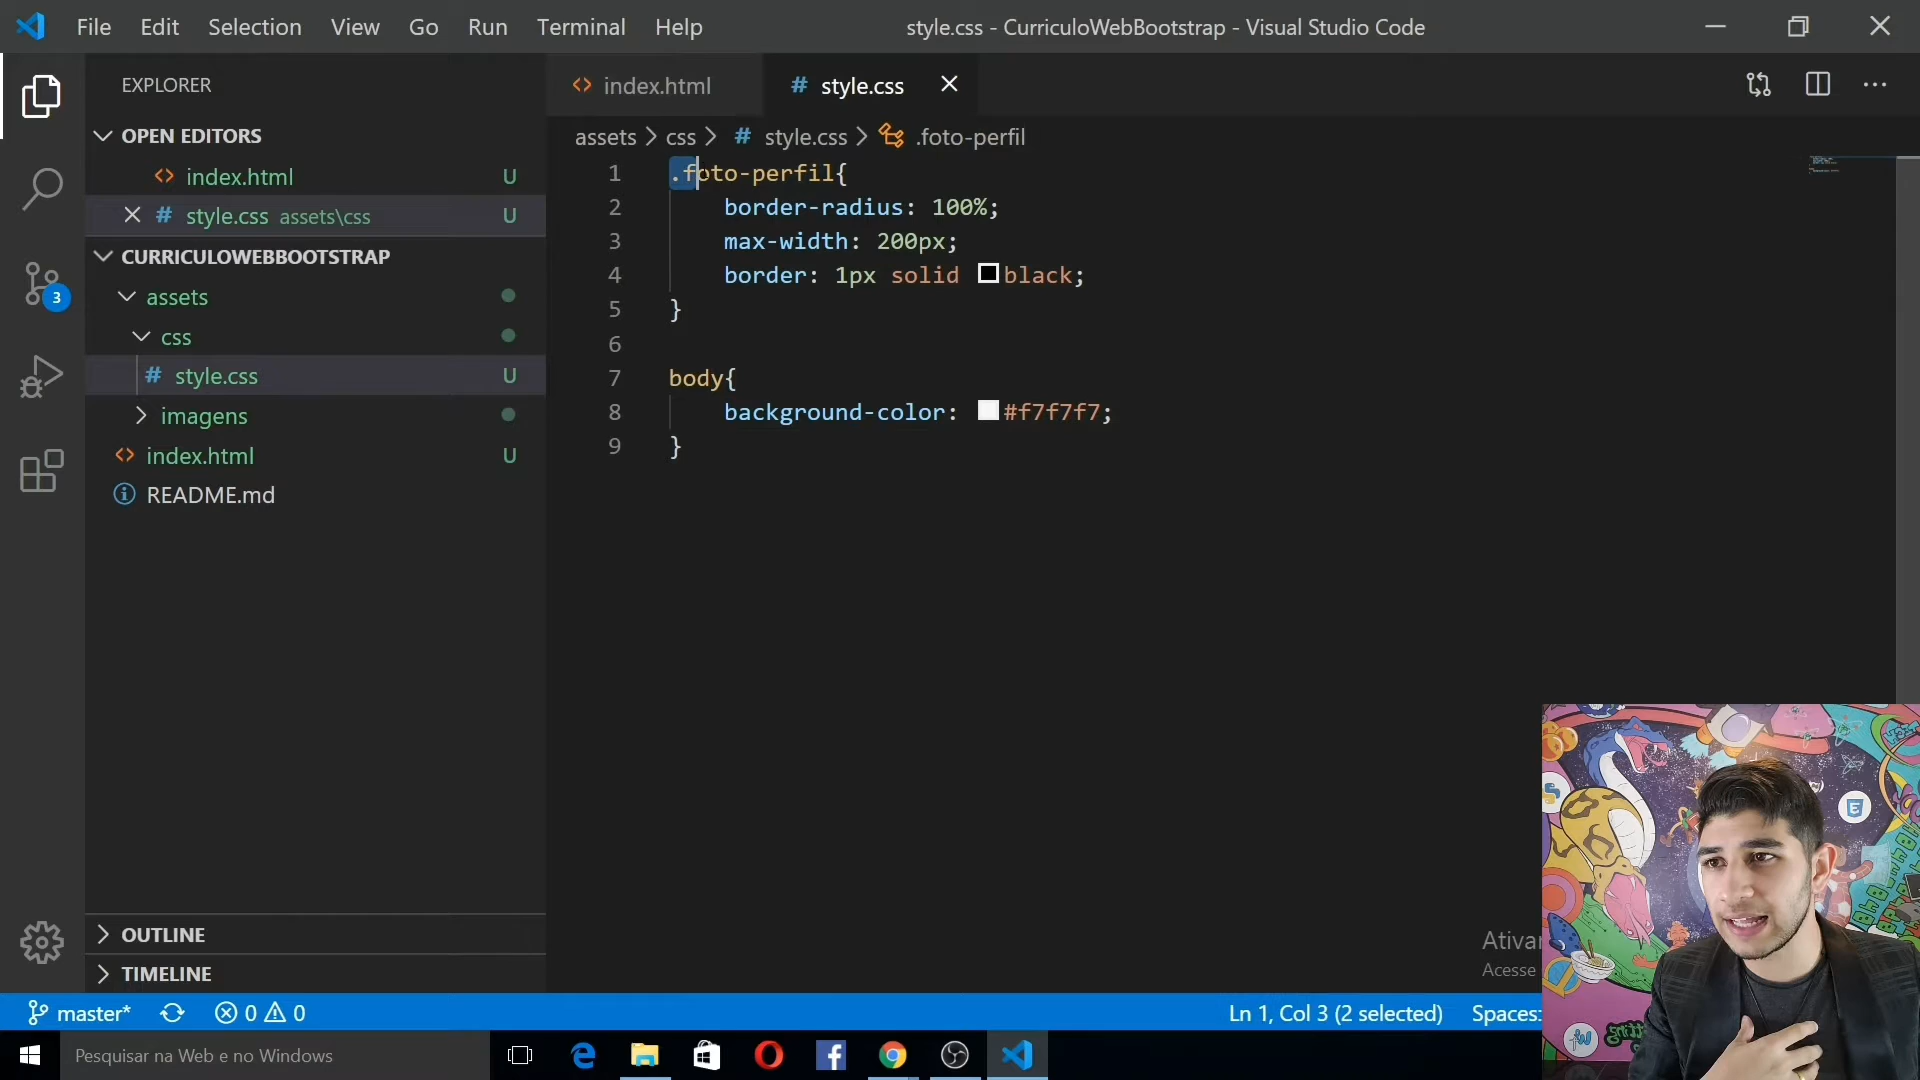 File Edit Selection View Go Run Terminal Help
style.css - CurriculoWebBootstrap - Visual Studio Code
EXPLORER
OPEN EDITORS
index.html U
style.css assets\css U
CURRICULOWEBBOOTSTRAP
assets
css
style.css U
imagens
index.html U
README.md
OUTLINE
TIMELINE
3
index.html
style.css
assets > css > # style.css > .foto-perfil
1 .foto-perfil{
2 border-radius: 100%;
3 max-width: 200px;
4 border: 1px solid black;
5 }
6
7 body{
8 background-color: #f7f7f7;
9 }
Acesse
master* 0 0
Ln 1, Col 3 (2 selected) Spaces:
Pesquisar na Web e no Windows